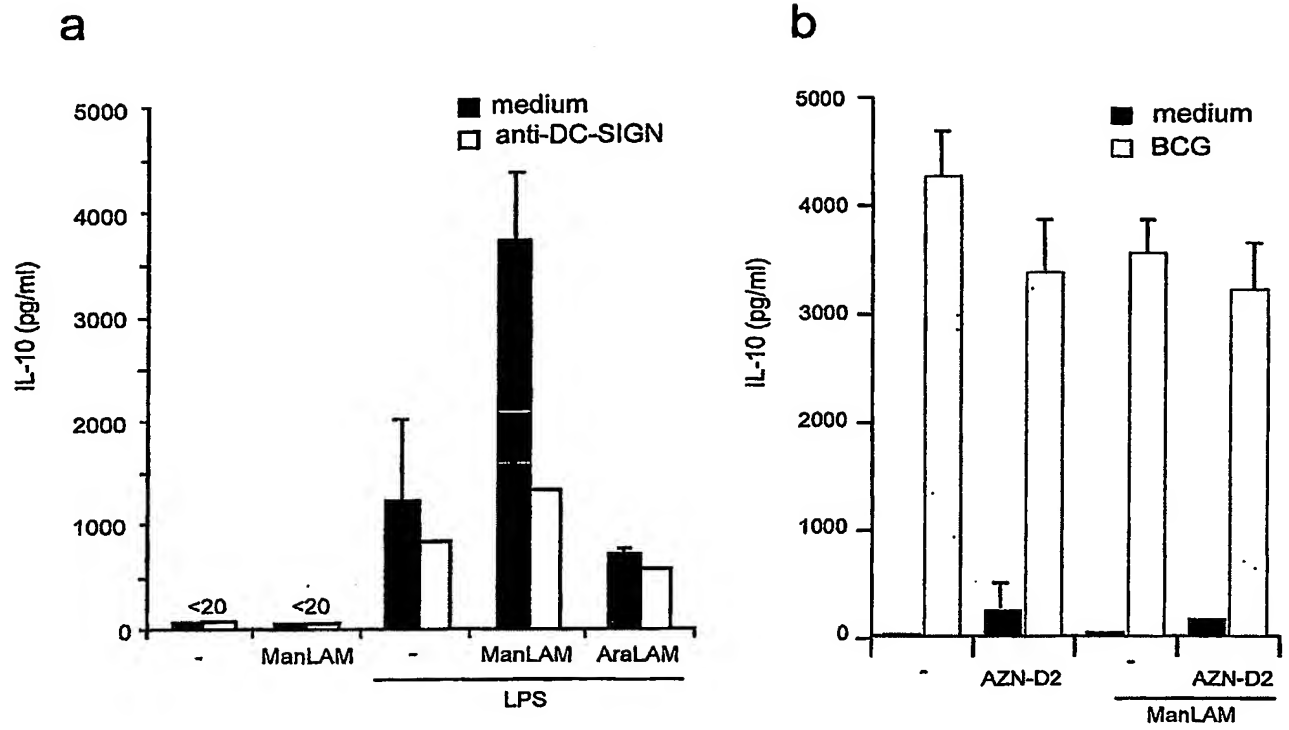 a
medium
anti-DC-SIGN
5000
4000
3000
2000
1000
0
IL-10 (pg/ml)
<20 <20
- ManLAM - ManLAM AraLAM
LPS
b
medium
BCG
5000
4000
3000
2000
1000
0
IL-10 (pg/ml)
- AZN-D2 - AZN-D2
ManLAM